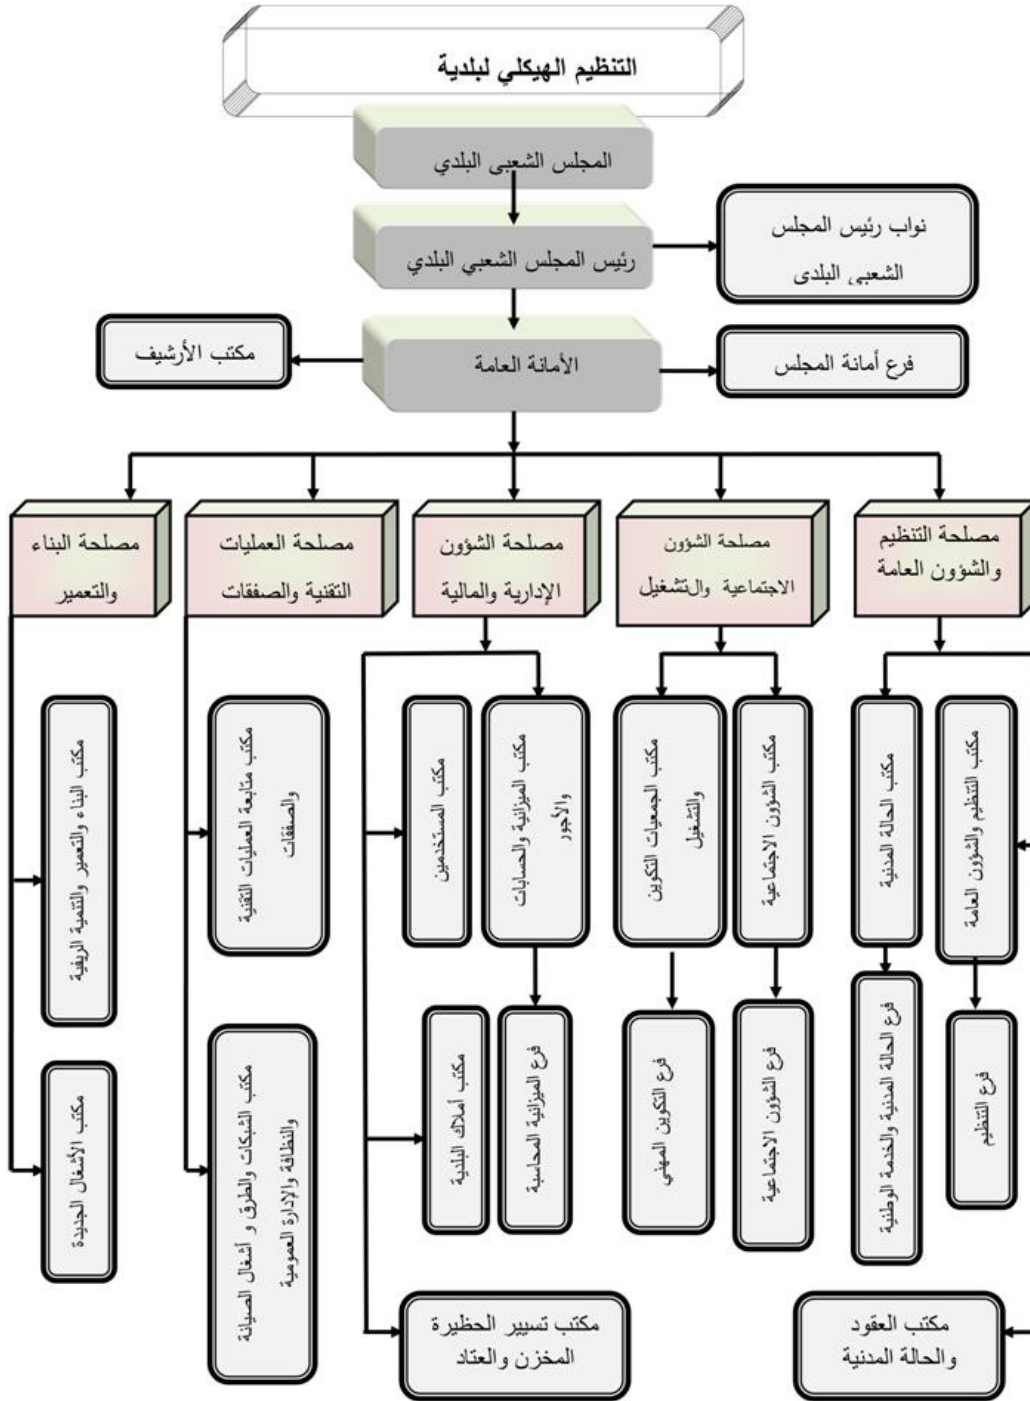 التنظيم الهيكلي لبلدية
المجلس الشعبي البلدي
رئيس المجلس الشعبي البلدي
نواب رئيس المجلس
الشعبي البلدي
الأمانة العامة
فرع أمانة المجلس
مكتب الأرشيف
مصلحة التنظيم
والشؤون العامة
مصلحة الشؤون
الاجتماعية والتشغيل
مصلحة الشؤون
الإدارية والمالية
مصلحة العمليات
التقنية والصفقات
مصلحة البناء
والتعمير
مكتب التنظيم والشؤون العامة
مكتب الحالة المدنية
مكتب الشؤون الاجتماعية
مكتب الجمعيات التكوين
والتشغيل
مكتب الميزانية والحسابات
والأجور
مكتب المستخدمين
مكتب متابعة العمليات التقنية
والصفقات
مكتب البناء والتعمير والتنمية الريفية
فرع التنظيم
فرع الحالة المدنية والخدمة الوطنية
فرع الشؤون الاجتماعية
فرع التكوين المهني
فرع الميزانية المحاسبة
مكتب أملاك البلدية
مكتب الشبكات والطرق و أشغال الصيانة
والنظافة والإدارة العمومية
مكتب الأشغال الجديدة
مكتب العقود
والحالة المدنية
مكتب تسيير الحظيرة
المخزن والعتاد